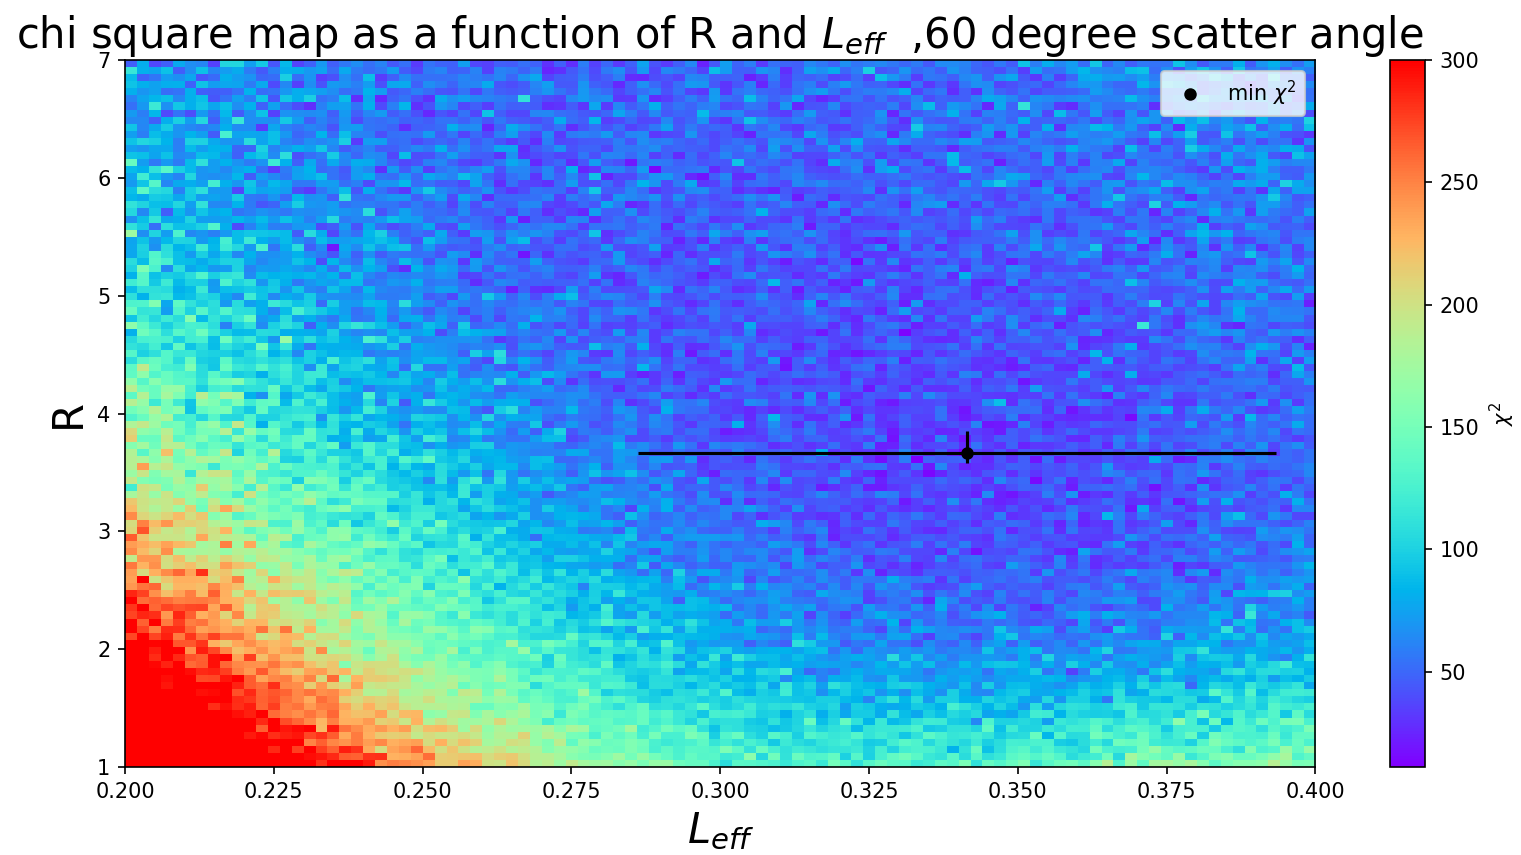 chi square map as a function of R and L_eff ,60 degree scatter angle
min χ²
7
6
5
4
3
2
1
R
0.200 0.225 0.250 0.275 0.300 0.325 0.350 0.375 0.400
L_eff
300
250
200
150
100
50
χ²